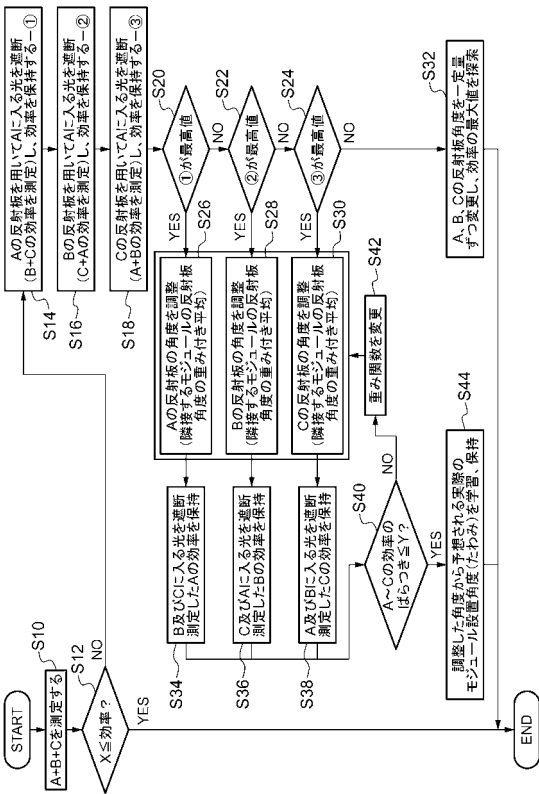 START
A+B+Cを測定する
S10
X≦効率?
S12
NO
YES
Aの反射板を用いてAに入る光を遮断
(B+Cの効率を測定)し、効率を保持する−①
S14
Bの反射板を用いてAに入る光を遮断
(C+Aの効率を測定)し、効率を保持する−②
S16
Cの反射板を用いてAに入る光を遮断
(A+Bの効率を測定)し、効率を保持する−③
S18
①が最高値
S20
NO
YES
②が最高値
S22
NO
YES
③が最高値
S24
NO
YES
Aの反射板の角度を調整
(隣接するモジュールの反射板
角度の重み付き平均)
S26
Bの反射板の角度を調整
(隣接するモジュールの反射板
角度の重み付き平均)
S28
Cの反射板の角度を調整
(隣接するモジュールの反射板
角度の重み付き平均)
S30
A、B、Cの反射板角度を一定量
ずつ変更し、効率の最大値を探索
S32
B及びCに入る光を遮断
測定したAの効率を保持
S34
C及びAに入る光を遮断
測定したBの効率を保持
S36
A及びBに入る光を遮断
測定したCの効率を保持
S38
A〜Cの効率の
ばらつき≦Y?
S40
NO
YES
重み関数を変更
S42
調整した角度から予想される実際の
モジュール設置角度(たわみ)を学習、保持
S44
END